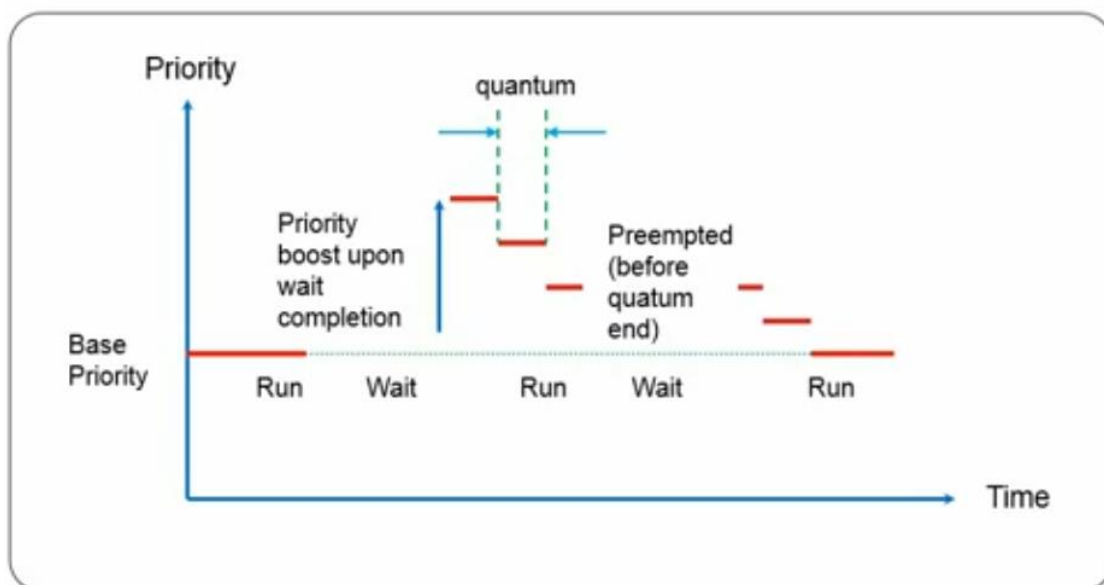 Priority
quantum
Priority
boost upon
wait
completion
Preempted
(before
quatum
end)
Base
Priority
Run
Wait
Run
Wait
Run
Time